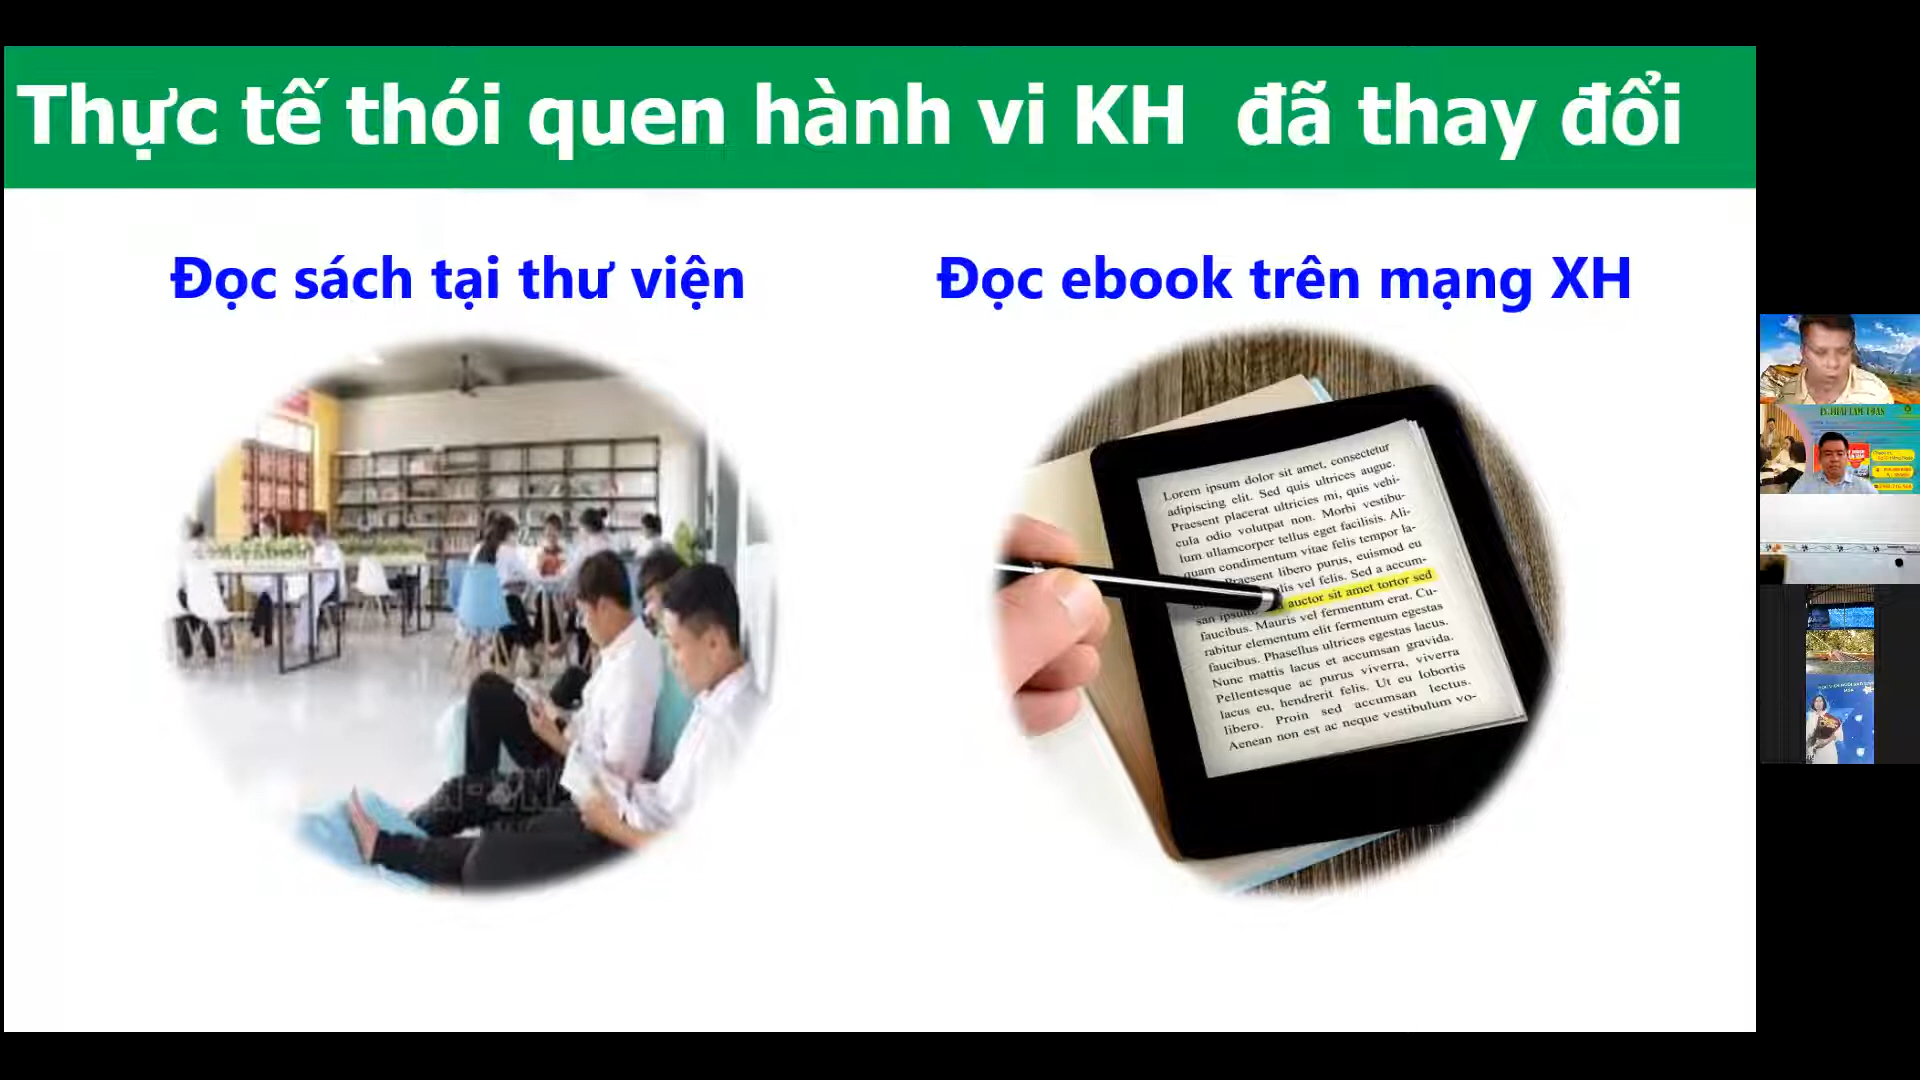 Thực tế thói quen hành vi KH đã thay đổi
Đọc sách tại thư viện
Đọc ebook trên mạng XH
Lorem ipsum dolor sit amet, consectetur
adipiscing elit. Sed quis ultrices augue.
Praesent placerat ultricies mi, quis vehi-
cula odio volutpat non. Morbi vestibu-
lum ullamcorper tellus eget facilisis. Ali-
quam condimentum vitae felis tempor la-
Praesent libero purus, euismod eu
lis vel felis. Sed a accum-
san ipsum auctor sit amet tortor sed
faucibus. Mauris vel fermentum erat. Cu-
rabitur elementum elit fermentum egestas
faucibus. Phasellus ultrices egestas lacus.
Nunc mattis lacus et accumsan gravida.
Pellentesque ac purus viverra, viverra
lacus eu, hendrerit felis. Ut eu lobortis
libero. Proin sed accumsan lectus.
Aenean non est ac neque vestibulum vo-